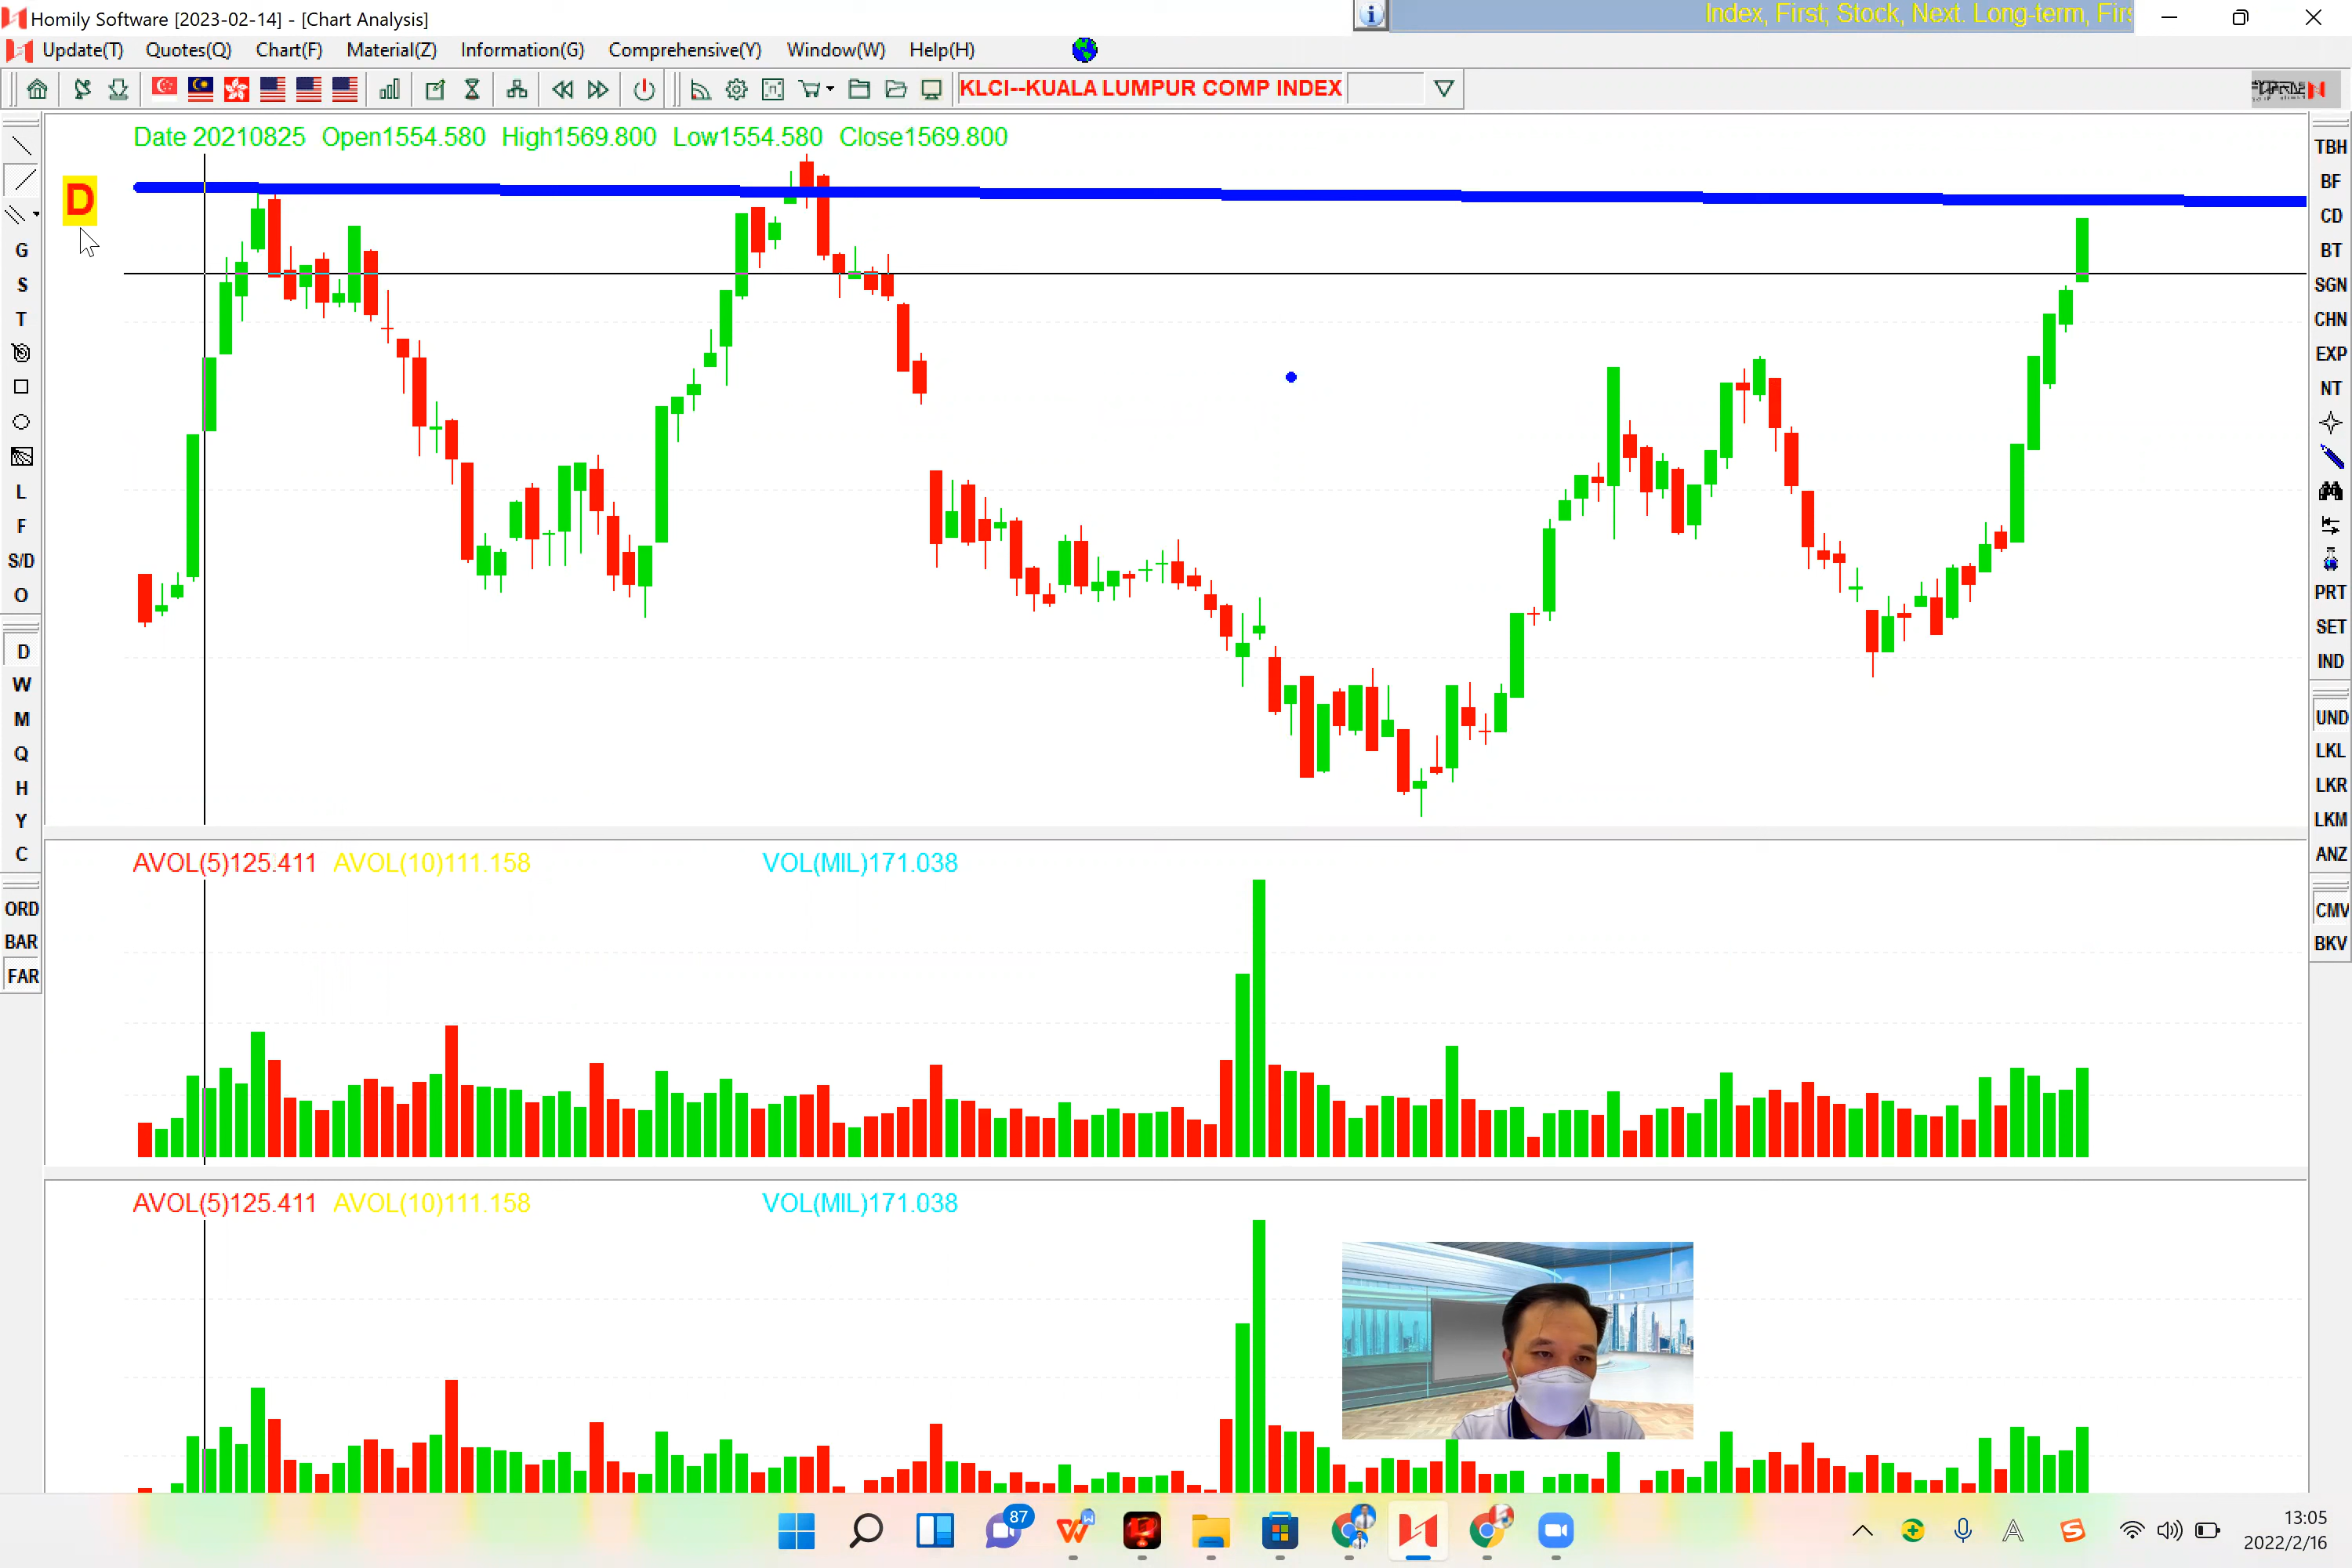 Homily Software [2023-02-14] - [Chart Analysis]
Index, First; Stock, Next. Long-term, Firs
Update(T) Quotes(Q) Chart(F) Material(Z) Information(G) Comprehensive(Y) Window(W) Help(H)
KLCI--KUALA LUMPUR COMP INDEX
Date 20210825 Open1554.580 High1569.800 Low1554.580 Close1569.800
D
G
S
T
L
F
S/D
O
D
W
M
Q
H
Y
C
ORD
BAR
FAR
TBH
BF
CD
BT
SGN
CHN
EXP
NT
PRT
SET
IND
UND
LKL
LKR
LKM
ANZ
CMV
BKV
AVOL(5)125.411 AVOL(10)111.158 VOL(MIL)171.038
AVOL(5)125.411 AVOL(10)111.158 VOL(MIL)171.038
87
13:05
2022/2/16